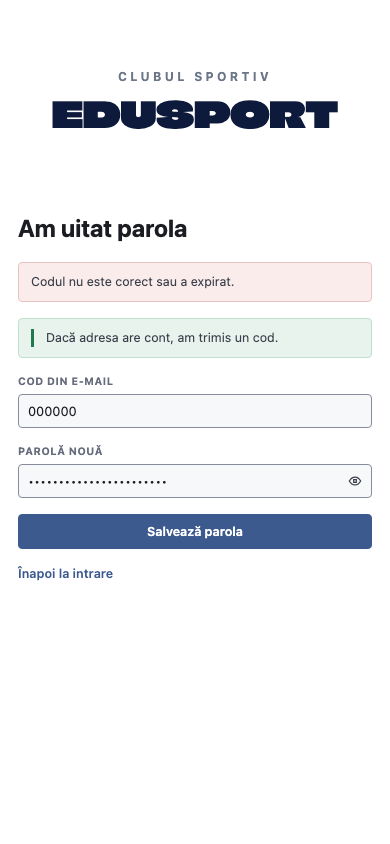 CLUBUL SPORTIV
EDUSPORT
Am uitat parola
Codul nu este corect sau a expirat.
Dacă adresa are cont, am trimis un cod.
COD DIN E-MAIL
000000
PAROLĂ NOUĂ
•••••••••••••••••••••••
Salvează parola
Înapoi la intrare